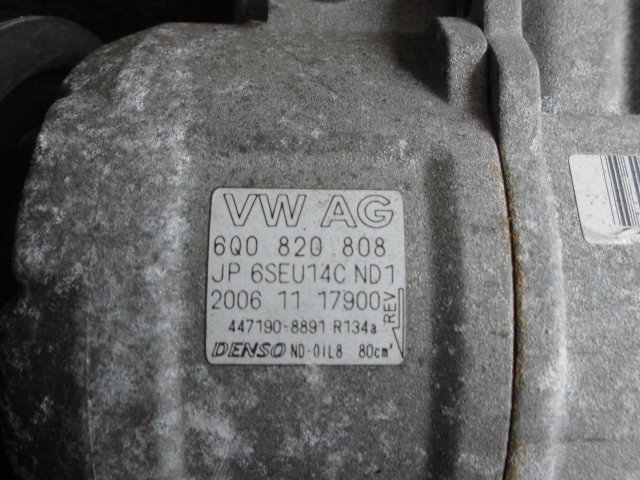 VW AG
6Q0 820 808
JP 6SEU14C ND1
2006 11 17900
REV
447190-8891 R134a
DENSO ND-OIL8 80cm³